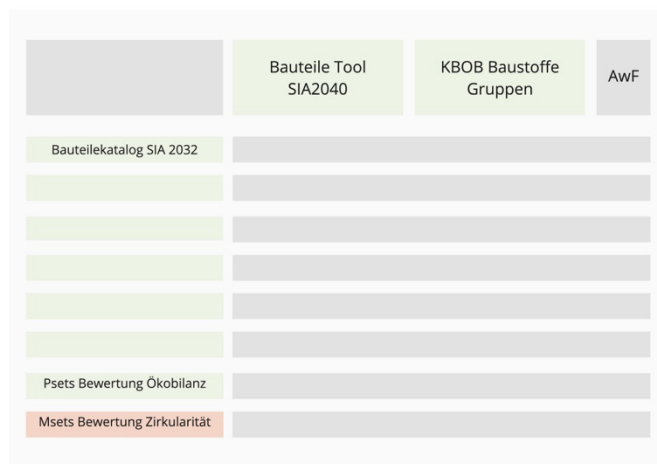 Bauteile Tool
SIA2040
KBOB Baustoffe
Gruppen
AwF
Bauteilekatalog SIA 2032
Psets Bewertung Ökobilanz
Msets Bewertung Zirkularität